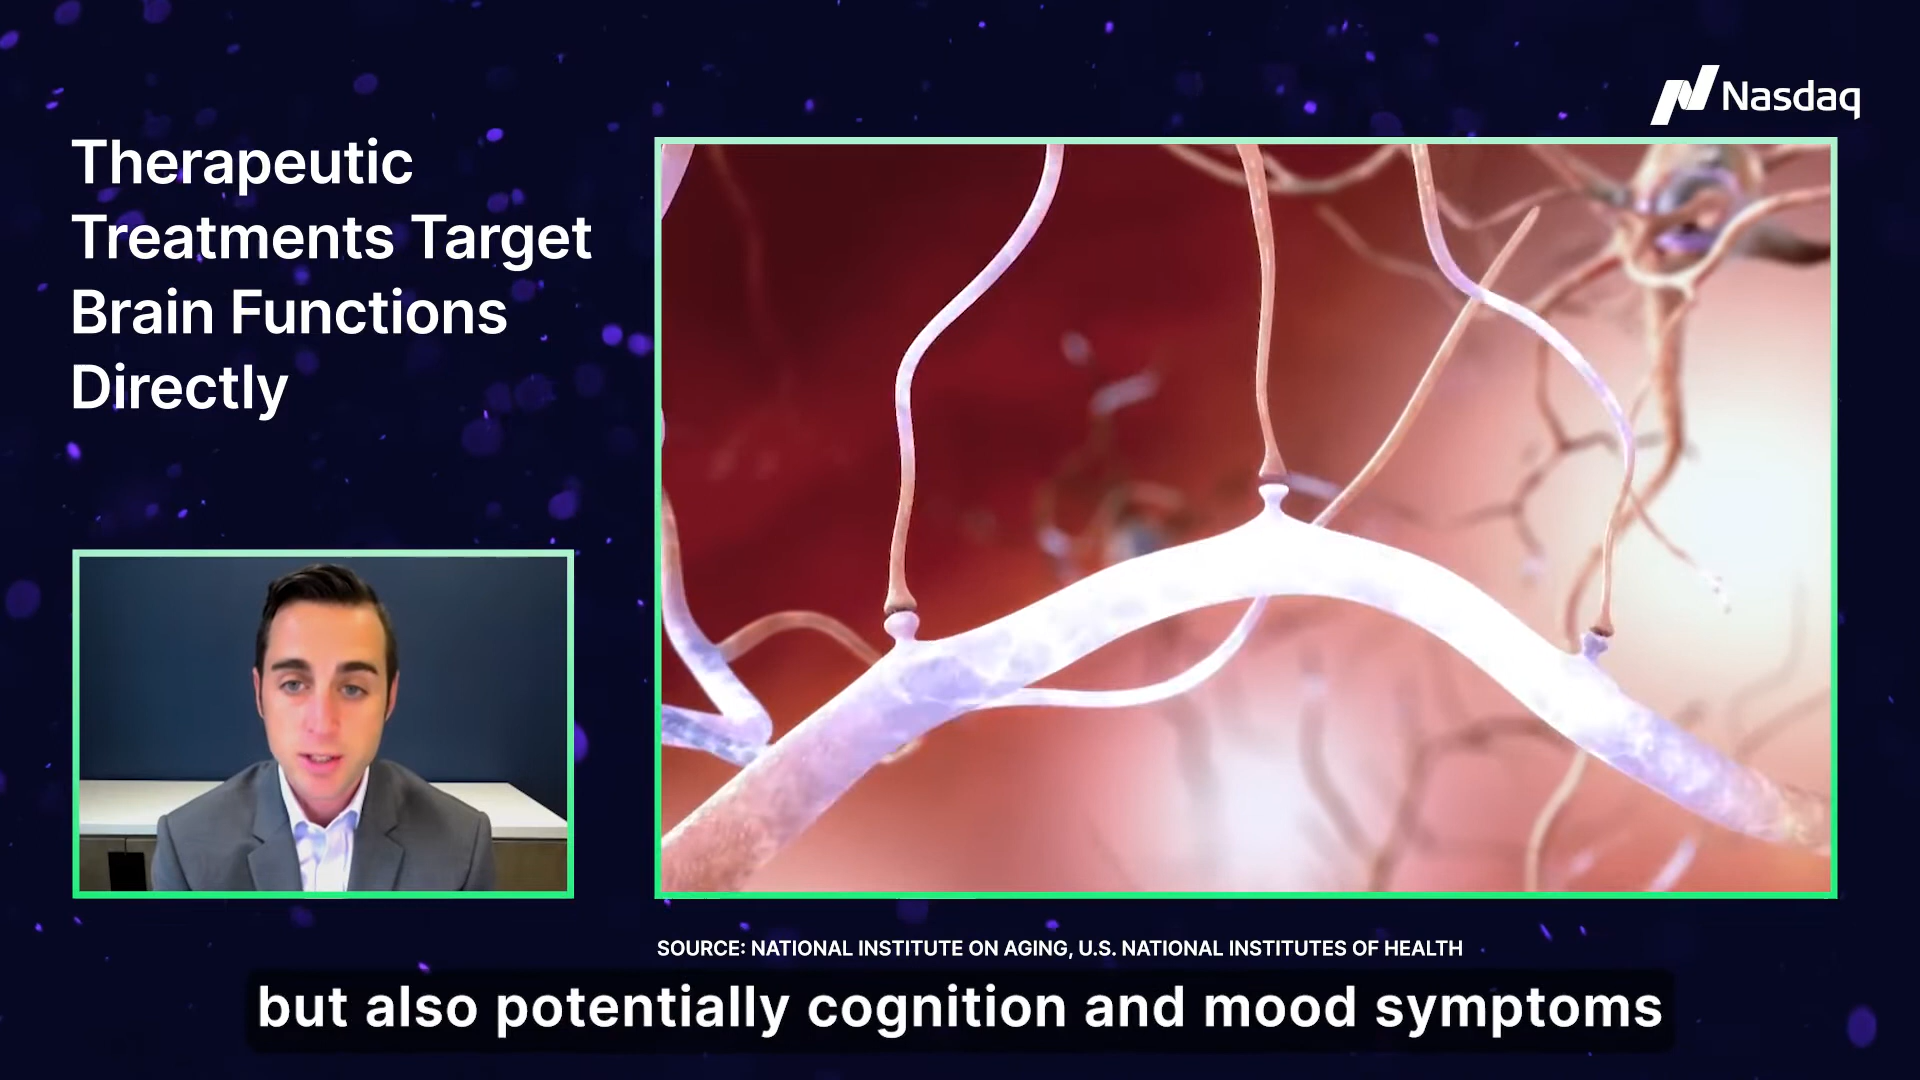 Nasdaq
Therapeutic
Treatments Target
Brain Functions
Directly
SOURCE: NATIONAL INSTITUTE ON AGING, U.S. NATIONAL INSTITUTES OF HEALTH
but also potentially cognition and mood symptoms